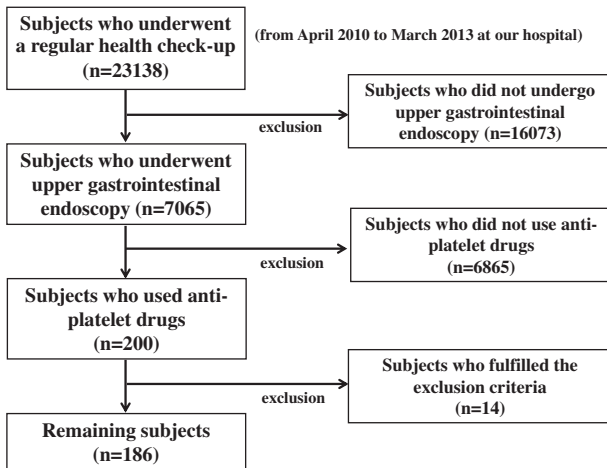 Subjects who underwent
a regular health check-up
(n=23138)
(from April 2010 to March 2013 at our hospital)
exclusion
Subjects who did not undergo
upper gastrointestinal
endoscopy (n=16073)
Subjects who underwent
upper gastrointestinal
endoscopy (n=7065)
exclusion
Subjects who did not use anti-
platelet drugs
(n=6865)
Subjects who used anti-
platelet drugs
(n=200)
exclusion
Subjects who fulfilled the
exclusion criteria
(n=14)
Remaining subjects
(n=186)